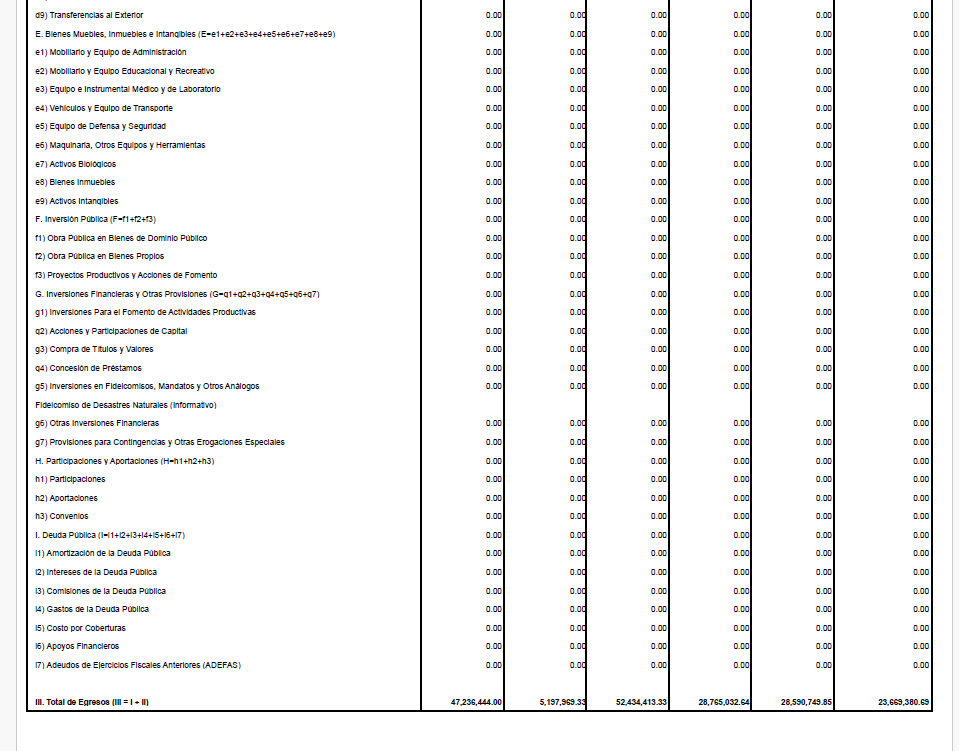 d9) Transferencias al Exterior 0.00 0.00 0.00 0.00 0.00 0.00
E. Bienes Muebles, Inmuebles e Intangibles (E=e1+e2+e3+e4+e5+e6+e7+e8+e9) 0.00 0.00 0.00 0.00 0.00 0.00
e1) Mobiliario y Equipo de Administración 0.00 0.00 0.00 0.00 0.00 0.00
e2) Mobiliario y Equipo Educacional y Recreativo 0.00 0.00 0.00 0.00 0.00 0.00
e3) Equipo e Instrumental Médico y de Laboratorio 0.00 0.00 0.00 0.00 0.00 0.00
e4) Vehículos y Equipo de Transporte 0.00 0.00 0.00 0.00 0.00 0.00
e5) Equipo de Defensa y Seguridad 0.00 0.00 0.00 0.00 0.00 0.00
e6) Maquinaria, Otros Equipos y Herramientas 0.00 0.00 0.00 0.00 0.00 0.00
e7) Activos Biológicos 0.00 0.00 0.00 0.00 0.00 0.00
e8) Bienes Inmuebles 0.00 0.00 0.00 0.00 0.00 0.00
e9) Activos Intangibles 0.00 0.00 0.00 0.00 0.00 0.00
F. Inversión Pública (F=f1+f2+f3) 0.00 0.00 0.00 0.00 0.00 0.00
f1) Obra Pública en Bienes de Dominio Público 0.00 0.00 0.00 0.00 0.00 0.00
f2) Obra Pública en Bienes Propios 0.00 0.00 0.00 0.00 0.00 0.00
f3) Proyectos Productivos y Acciones de Fomento 0.00 0.00 0.00 0.00 0.00 0.00
G. Inversiones Financieras y Otras Provisiones (G=g1+g2+g3+g4+g5+g6+g7) 0.00 0.00 0.00 0.00 0.00 0.00
g1) Inversiones Para el Fomento de Actividades Productivas 0.00 0.00 0.00 0.00 0.00 0.00
g2) Acciones y Participaciones de Capital 0.00 0.00 0.00 0.00 0.00 0.00
g3) Compra de Títulos y Valores 0.00 0.00 0.00 0.00 0.00 0.00
g4) Concesión de Préstamos 0.00 0.00 0.00 0.00 0.00 0.00
g5) Inversiones en Fideicomisos, Mandatos y Otros Análogos 0.00 0.00 0.00 0.00 0.00 0.00
Fideicomiso de Desastres Naturales (Informativo)
g6) Otras Inversiones Financieras 0.00 0.00 0.00 0.00 0.00 0.00
g7) Provisiones para Contingencias y Otras Erogaciones Especiales 0.00 0.00 0.00 0.00 0.00 0.00
H. Participaciones y Aportaciones (H=h1+h2+h3) 0.00 0.00 0.00 0.00 0.00 0.00
h1) Participaciones 0.00 0.00 0.00 0.00 0.00 0.00
h2) Aportaciones 0.00 0.00 0.00 0.00 0.00 0.00
h3) Convenios 0.00 0.00 0.00 0.00 0.00 0.00
I. Deuda Pública (I=i1+i2+i3+i4+i5+i6+i7) 0.00 0.00 0.00 0.00 0.00 0.00
i1) Amortización de la Deuda Pública 0.00 0.00 0.00 0.00 0.00 0.00
i2) Intereses de la Deuda Pública 0.00 0.00 0.00 0.00 0.00 0.00
i3) Comisiones de la Deuda Pública 0.00 0.00 0.00 0.00 0.00 0.00
i4) Gastos de la Deuda Pública 0.00 0.00 0.00 0.00 0.00 0.00
i5) Costo por Coberturas 0.00 0.00 0.00 0.00 0.00 0.00
i6) Apoyos Financieros 0.00 0.00 0.00 0.00 0.00 0.00
i7) Adeudos de Ejercicios Fiscales Anteriores (ADEFAS) 0.00 0.00 0.00 0.00 0.00 0.00
III. Total de Egresos (III = I + II) 47,236,444.00 5,197,969.33 52,434,413.33 28,765,032.64 28,590,749.85 23,669,380.69